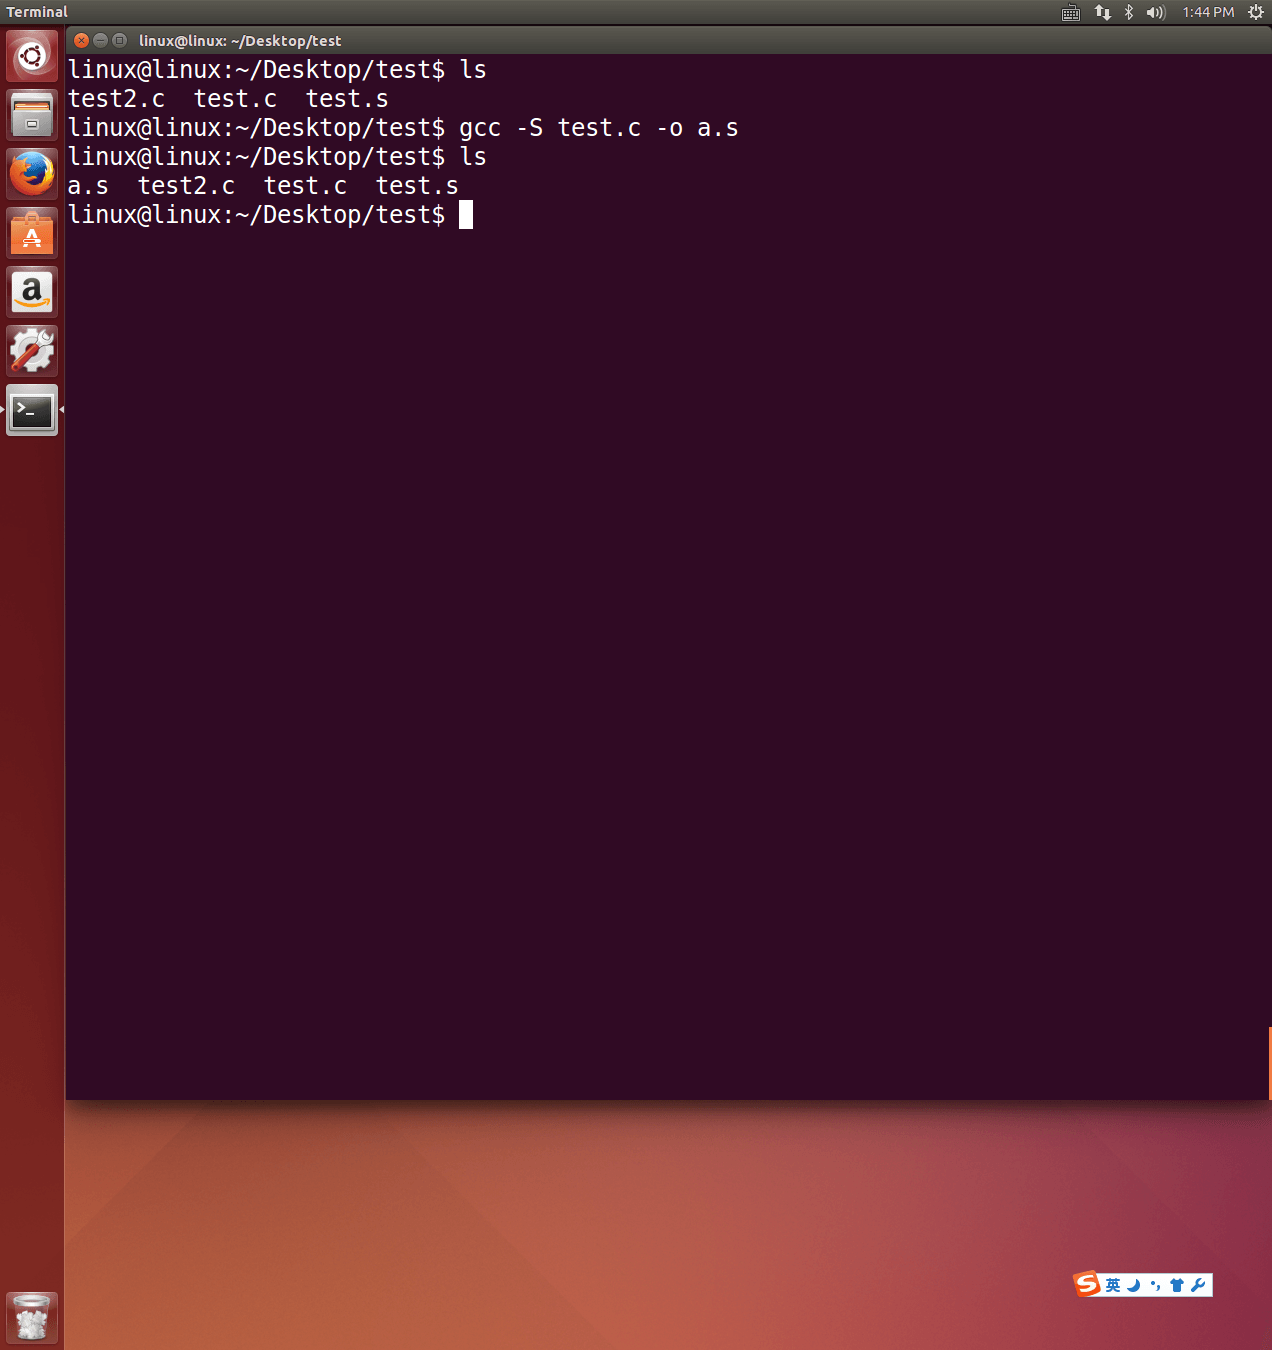 Terminal
1:44 PM
linux@linux: ~/Desktop/test
linux@linux:~/Desktop/test$ ls
test2.c  test.c  test.s
linux@linux:~/Desktop/test$ gcc -S test.c -o a.s
linux@linux:~/Desktop/test$ ls
a.s  test2.c  test.c  test.s
linux@linux:~/Desktop/test$
英